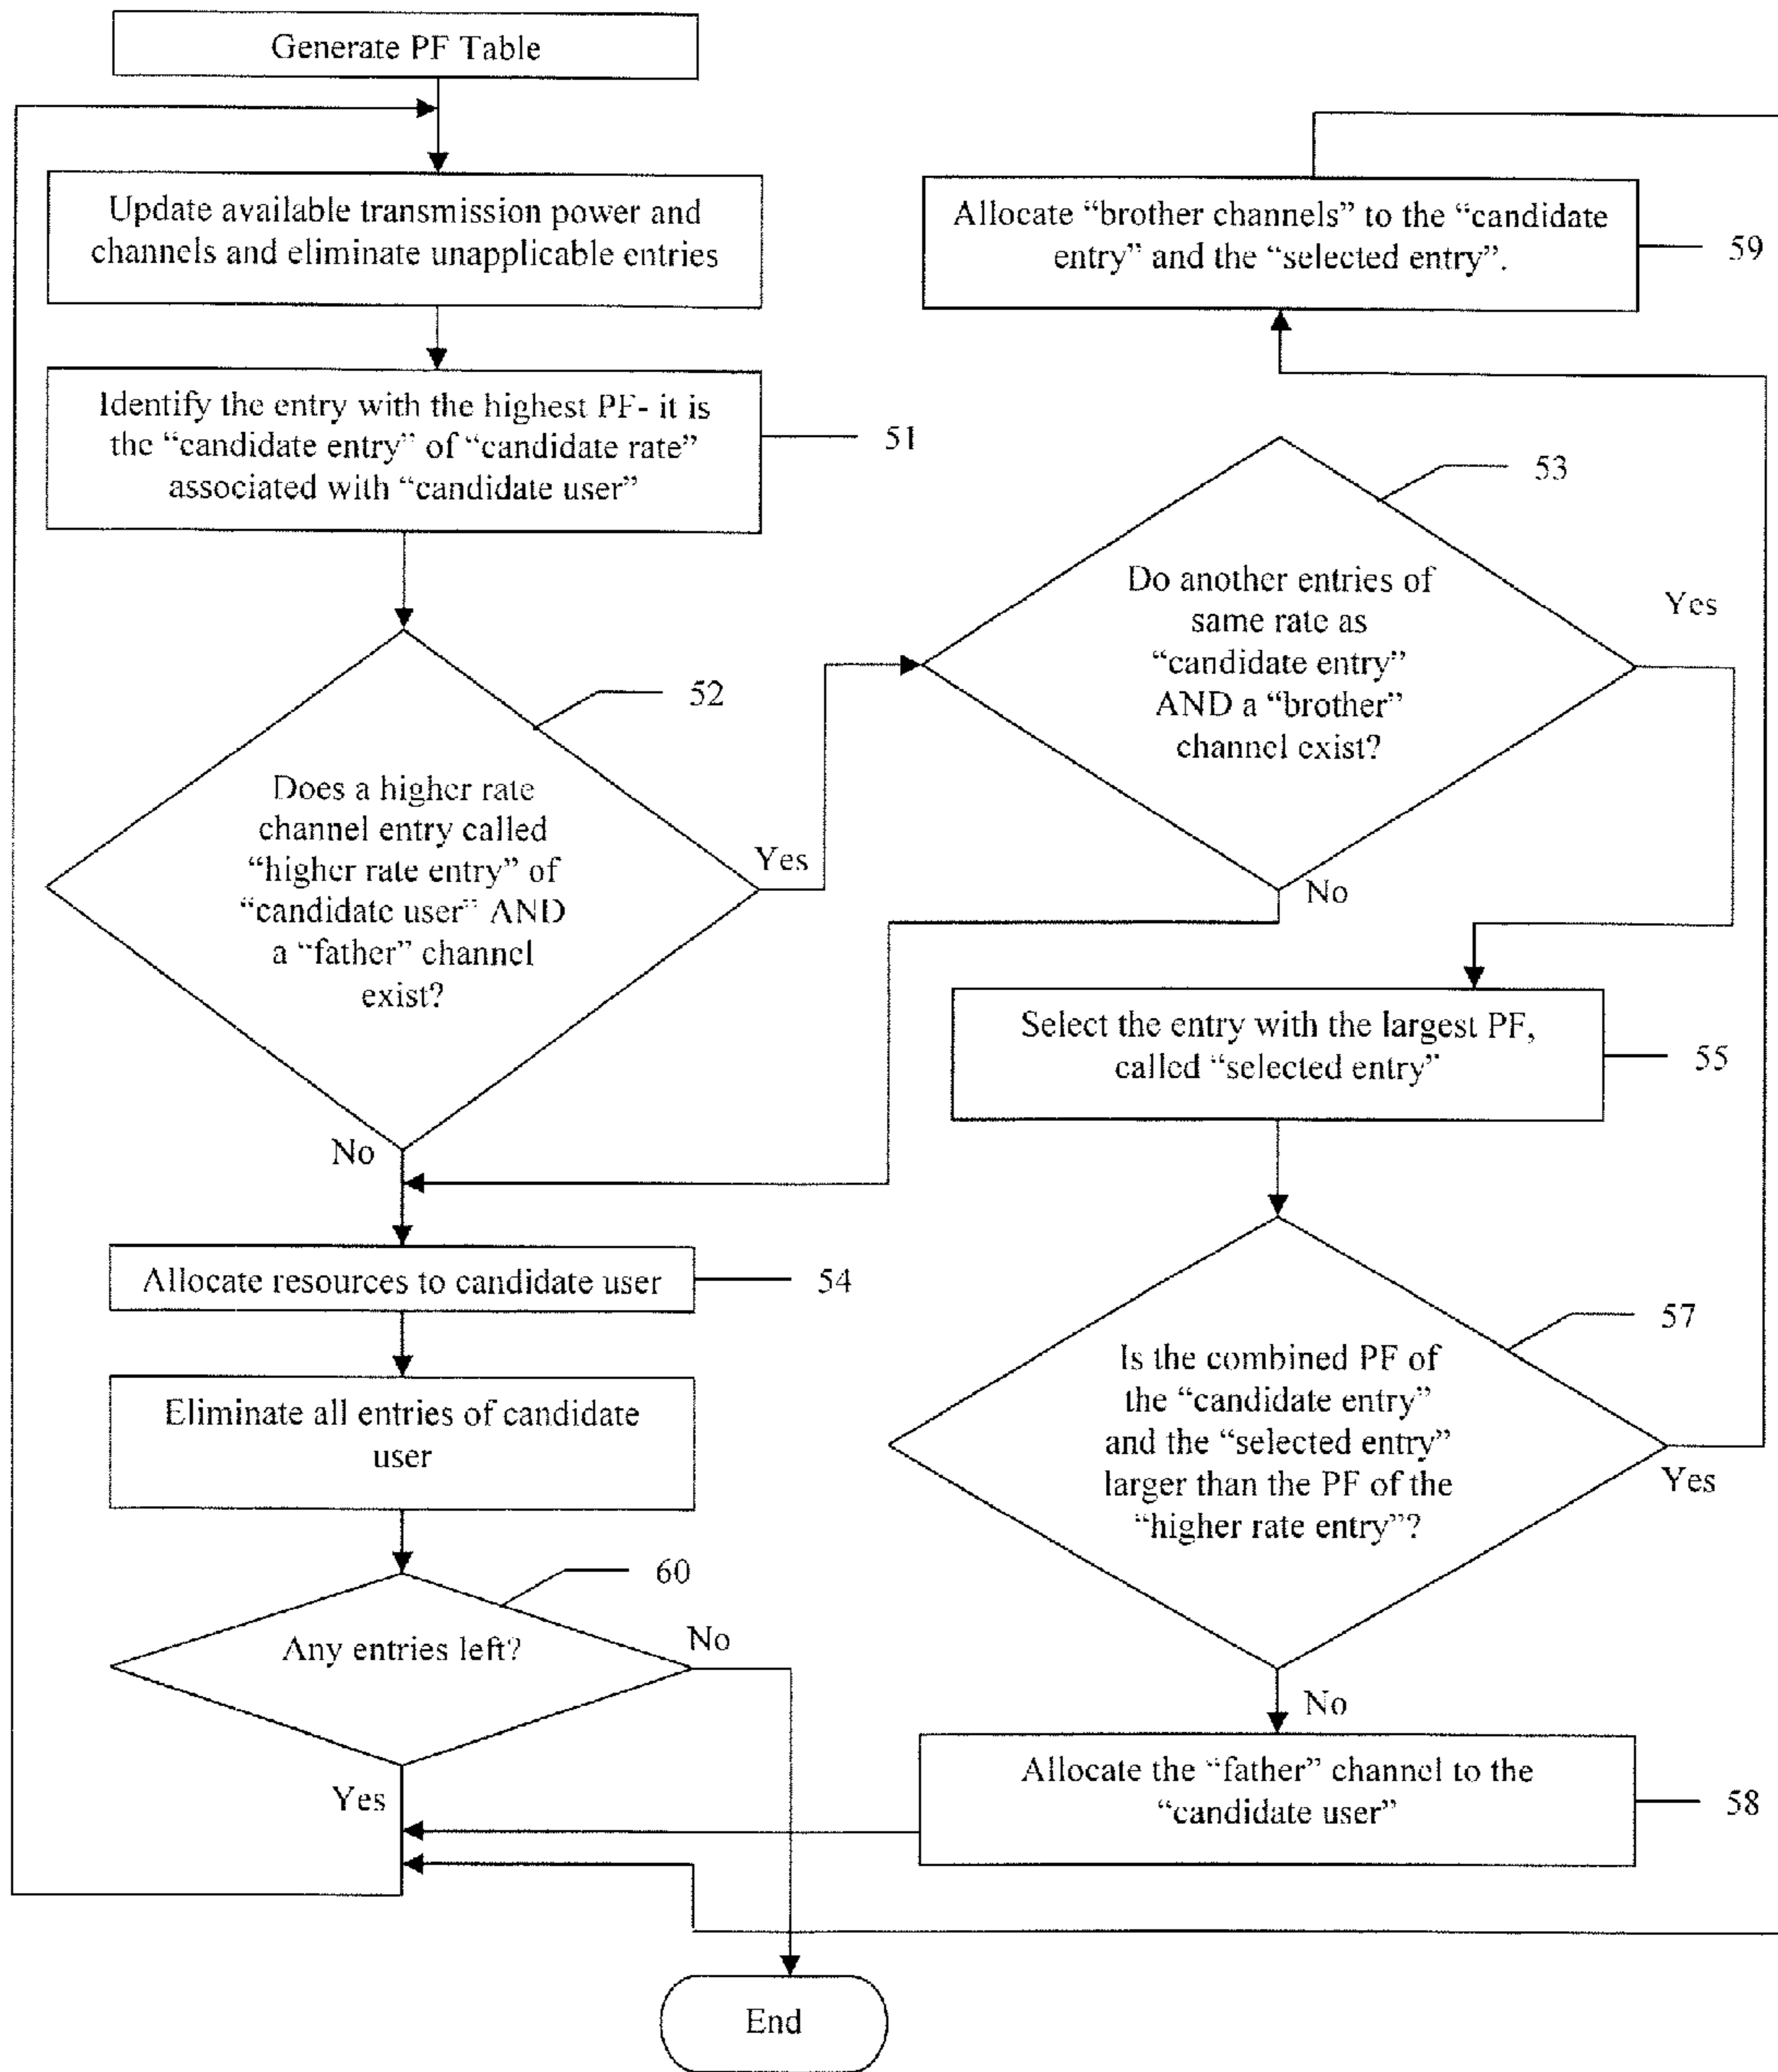 Generate PF Table
Update available transmission power and
channels and eliminate unapplicable entries
Identify the entry with the highest PF- it is
the “candidate entry” of “candidate rate”
associated with “candidate user”
51
52
Does a higher rate
channel entry called
“higher rate entry” of
“candidate user” AND
a “father” channel
exist?
Yes
No
Allocate resources to candidate user
54
Eliminate all entries of candidate
user
60
Any entries left?
No
Yes
End
Allocate “brother channels” to the “candidate
entry” and the “selected entry”.
59
53
Do another entries of
same rate as
“candidate entry”
AND a “brother”
channel exist?
Yes
No
Select the entry with the largest PF,
called “selected entry”
55
57
Is the combined PF of
the “candidate entry”
and the “selected entry”
larger than the PF of the
“higher rate entry”?
Yes
No
Allocate the “father” channel to the
“candidate user”
58